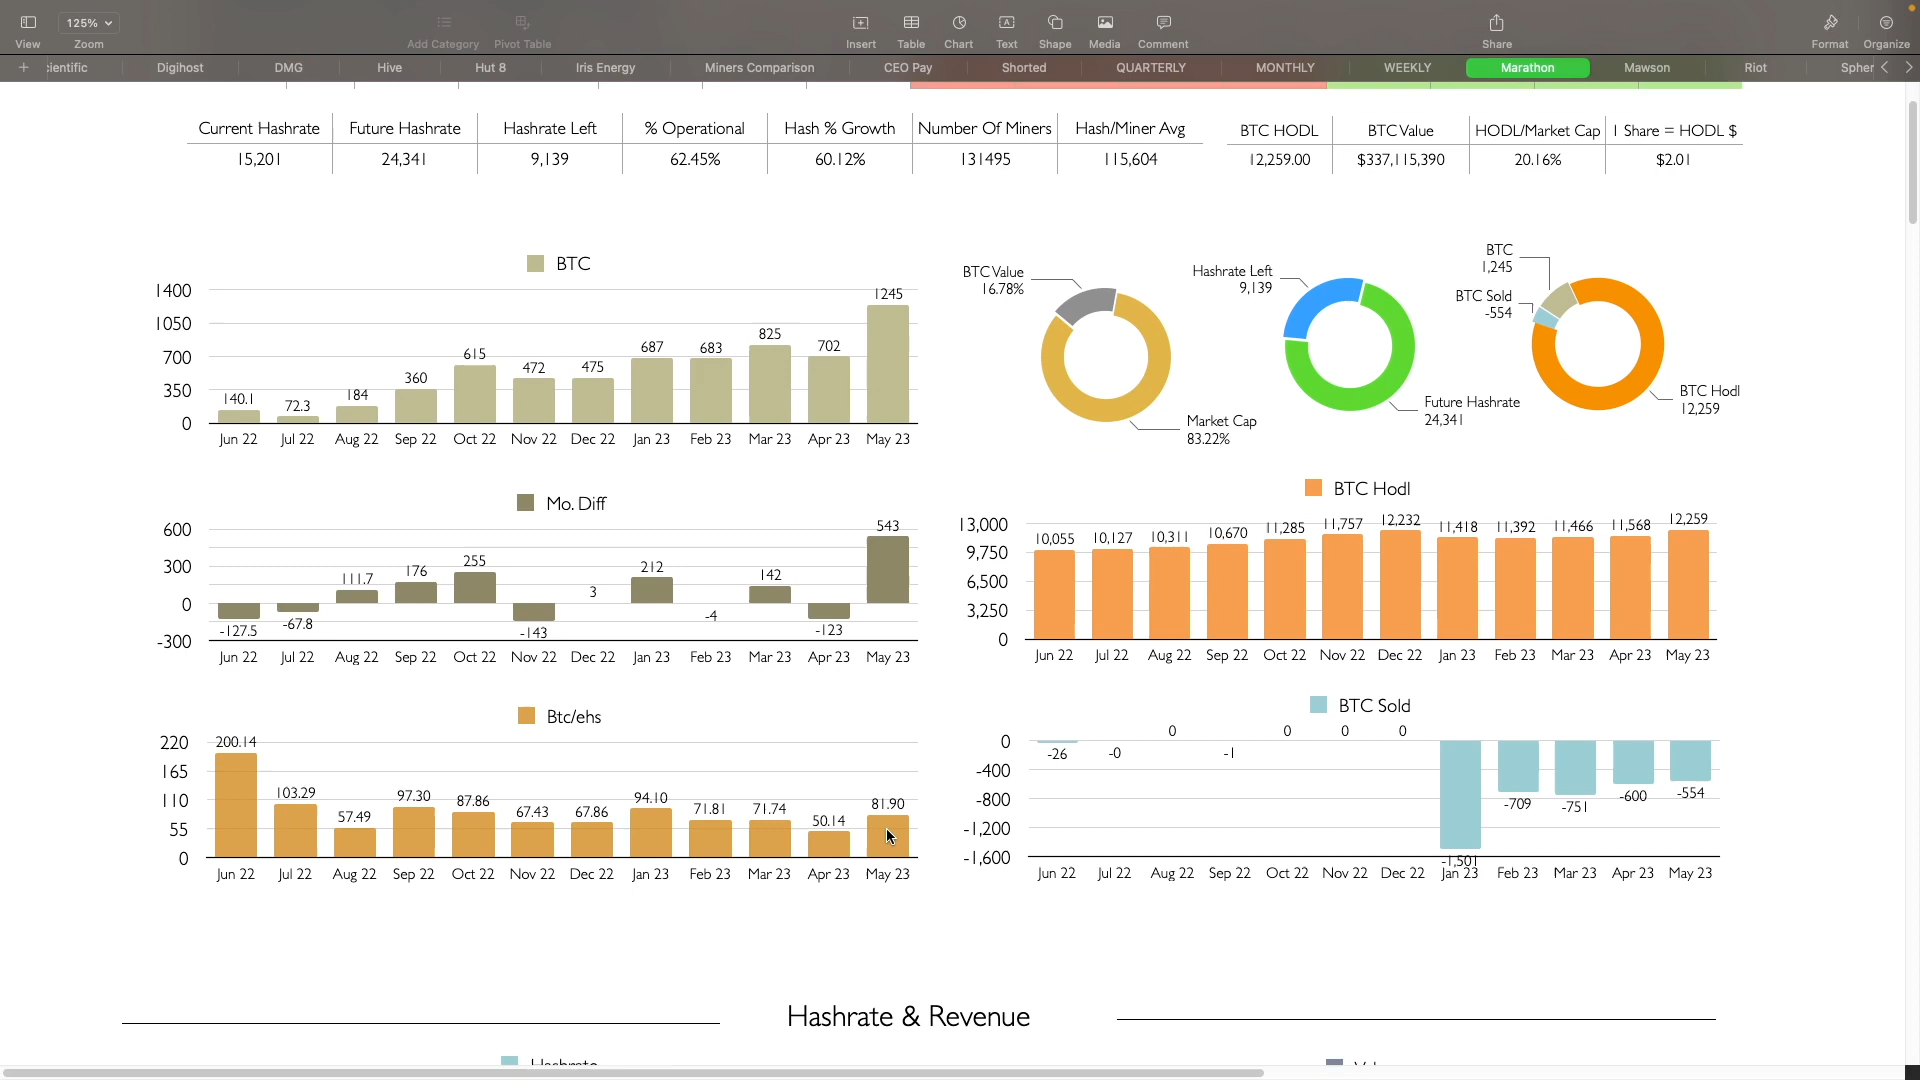 View
125%
Zoom
Add Category
Pivot Table
Insert
Table
Chart
Text
Shape
Media
Comment
Share
Format
Organize
cientific
Digihost
DMG
Hive
Hut 8
Iris Energy
Miners Comparison
CEO Pay
Shorted
QUARTERLY
MONTHLY
WEEKLY
Marathon
Mawson
Riot
Spher
Current Hashrate Future Hashrate Hashrate Left % Operational Hash % Growth Number Of Miners Hash/Miner Avg
15,201 24,341 9,139 62.45% 60.12% 131495 115,604
BTC HODL BTC Value HODL/Market Cap 1 Share = HODL $
12,259.00 $337,115,390 20.16% $2.01
BTC
1400
1050
700
350
0
140.1 72.3 184 360 615 472 475 687 683 825 702 1245
Jun 22 Jul 22 Aug 22 Sep 22 Oct 22 Nov 22 Dec 22 Jan 23 Feb 23 Mar 23 Apr 23 May 23
BTC Value
16.78%
Market Cap
83.22%
Hashrate Left
9,139
Future Hashrate
24,341
BTC
1,245
BTC Sold
-554
BTC Hodl
12,259
Mo. Diff
600
300
0
-300
-127.5 -67.8 111.7 176 255 -143 3 212 -4 142 -123 543
Jun 22 Jul 22 Aug 22 Sep 22 Oct 22 Nov 22 Dec 22 Jan 23 Feb 23 Mar 23 Apr 23 May 23
BTC Hodl
13,000
9,750
6,500
3,250
0
10,055 10,127 10,311 10,670 11,285 11,757 12,232 11,418 11,392 11,466 11,568 12,259
Jun 22 Jul 22 Aug 22 Sep 22 Oct 22 Nov 22 Dec 22 Jan 23 Feb 23 Mar 23 Apr 23 May 23
Btc/ehs
220
165
110
55
0
200.14 103.29 57.49 97.30 87.86 67.43 67.86 94.10 71.81 71.74 50.14 81.90
Jun 22 Jul 22 Aug 22 Sep 22 Oct 22 Nov 22 Dec 22 Jan 23 Feb 23 Mar 23 Apr 23 May 23
BTC Sold
0
-400
-800
-1,200
-1,600
-26 -0 0 -1 0 0 0 -1,501 -709 -751 -600 -554
Jun 22 Jul 22 Aug 22 Sep 22 Oct 22 Nov 22 Dec 22 Jan 23 Feb 23 Mar 23 Apr 23 May 23
Hashrate & Revenue
Hashrate